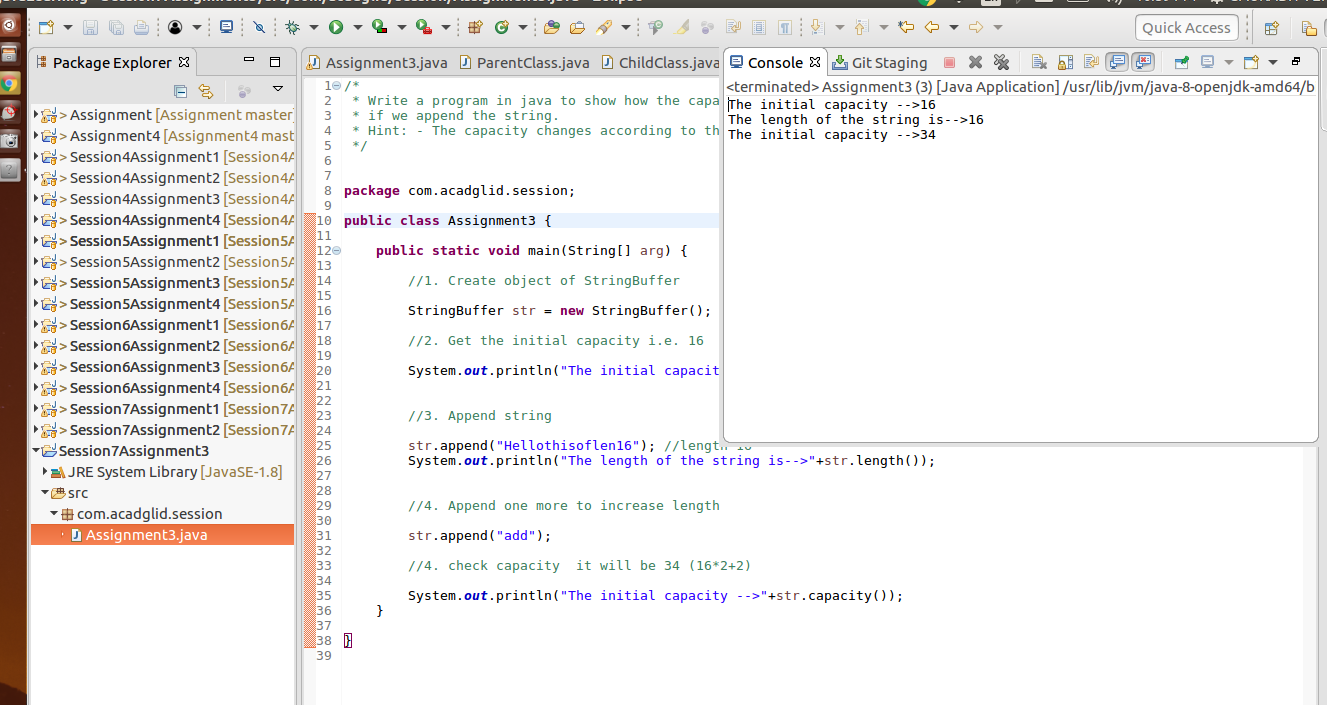 Quick Access
Package Explorer
> Assignment [Assignment master
> Assignment4 [Assignment4 mast
> Session4Assignment1 [Session4A
> Session4Assignment2 [Session4A
> Session4Assignment3 [Session4A
> Session4Assignment4 [Session4A
> Session5Assignment1 [Session5A
> Session5Assignment2 [Session5A
> Session5Assignment3 [Session5A
> Session5Assignment4 [Session5A
> Session6Assignment1 [Session6A
> Session6Assignment2 [Session6A
> Session6Assignment3 [Session6A
> Session6Assignment4 [Session6A
> Session7Assignment1 [Session7A
> Session7Assignment2 [Session7A
Session7Assignment3
JRE System Library [JavaSE-1.8]
src
com.acadglid.session
Assignment3.java
Assignment3.java ParentClass.java ChildClass.java
1 /*
2 * Write a program in java to show how the capa
3 * if we append the string.
4 * Hint: - The capacity changes according to th
5 */
6
7
8 package com.acadglid.session;
9
10 public class Assignment3 {
11
12 public static void main(String[] arg) {
13
14 //1. Create object of StringBuffer
15
16 StringBuffer str = new StringBuffer();
17
18 //2. Get the initial capacity i.e. 16
19
20 System.out.println("The initial capacit
21
22
23 //3. Append string
24
25 str.append("Hellothisoflen16"); //length 16
26 System.out.println("The length of the string is-->"+str.length());
27
28
29 //4. Append one more to increase length
30
31 str.append("add");
32
33 //4. check capacity it will be 34 (16*2+2)
34
35 System.out.println("The initial capacity -->"+str.capacity());
36 }
37
38 }
39
Console Git Staging
<terminated> Assignment3 (3) [Java Application] /usr/lib/jvm/java-8-openjdk-amd64/b
The initial capacity -->16
The length of the string is-->16
The initial capacity -->34